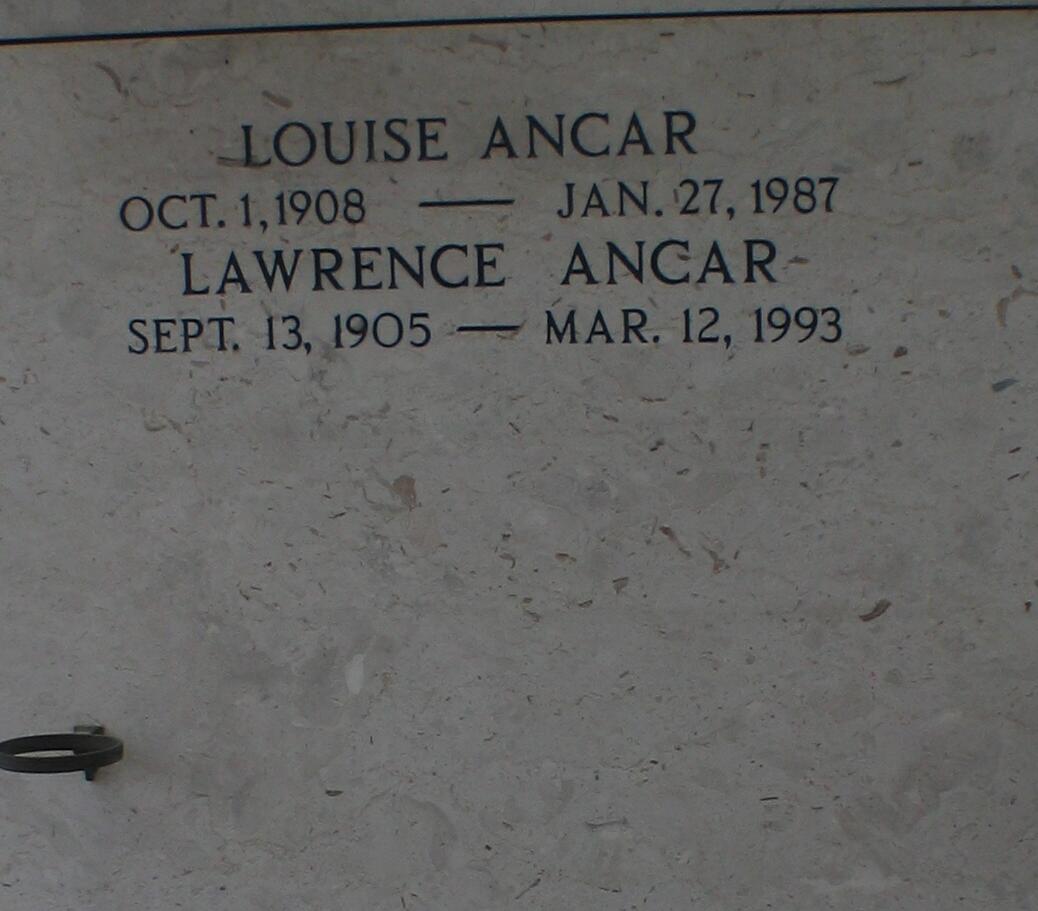 LOUISE ANCAR
OCT. 1, 1908 — JAN. 27, 1987
LAWRENCE ANCAR
SEPT. 13, 1905 — MAR. 12, 1993